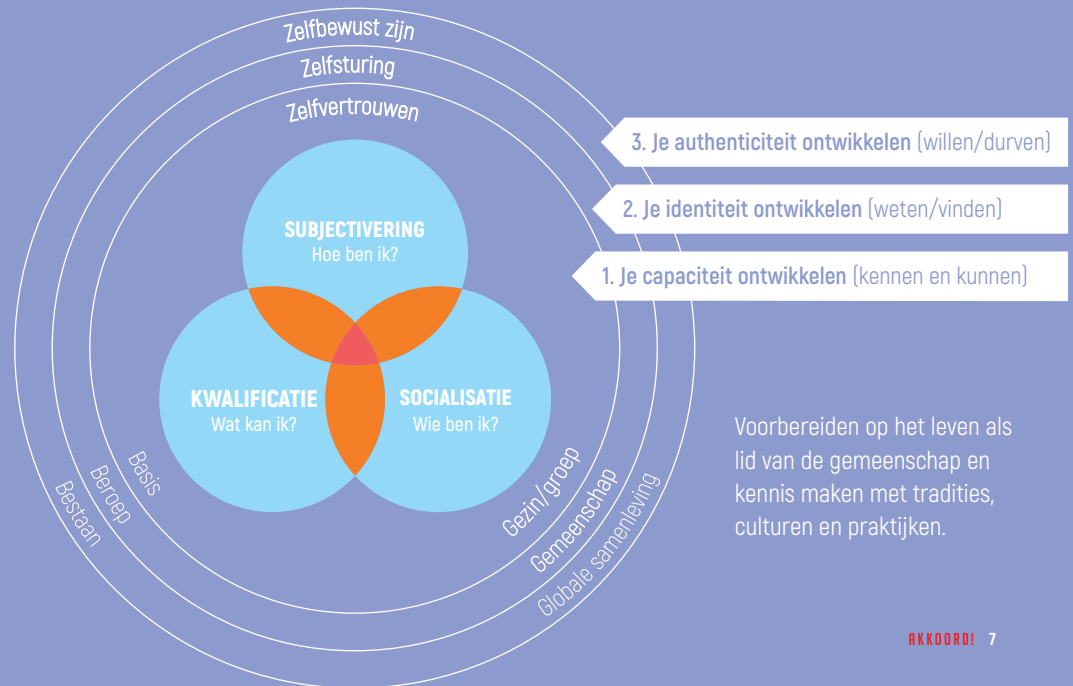 Zelfbewust zijn
Zelfsturing
Zelfvertrouwen
3. Je authenticiteit ontwikkelen (willen/durven)
2. Je identiteit ontwikkelen (weten/vinden)
1. Je capaciteit ontwikkelen (kennen en kunnen)
SUBJECTIVERING
Hoe ben ik?
KWALIFICATIE
Wat kan ik?
SOCIALISATIE
Wie ben ik?
Basis
Beroep
Bestaan
Gezin/groep
Gemeenschap
Globale samenleving
Voorbereiden op het leven als
lid van de gemeenschap en
kennis maken met tradities,
culturen en praktijken.
AKKOORD! 7